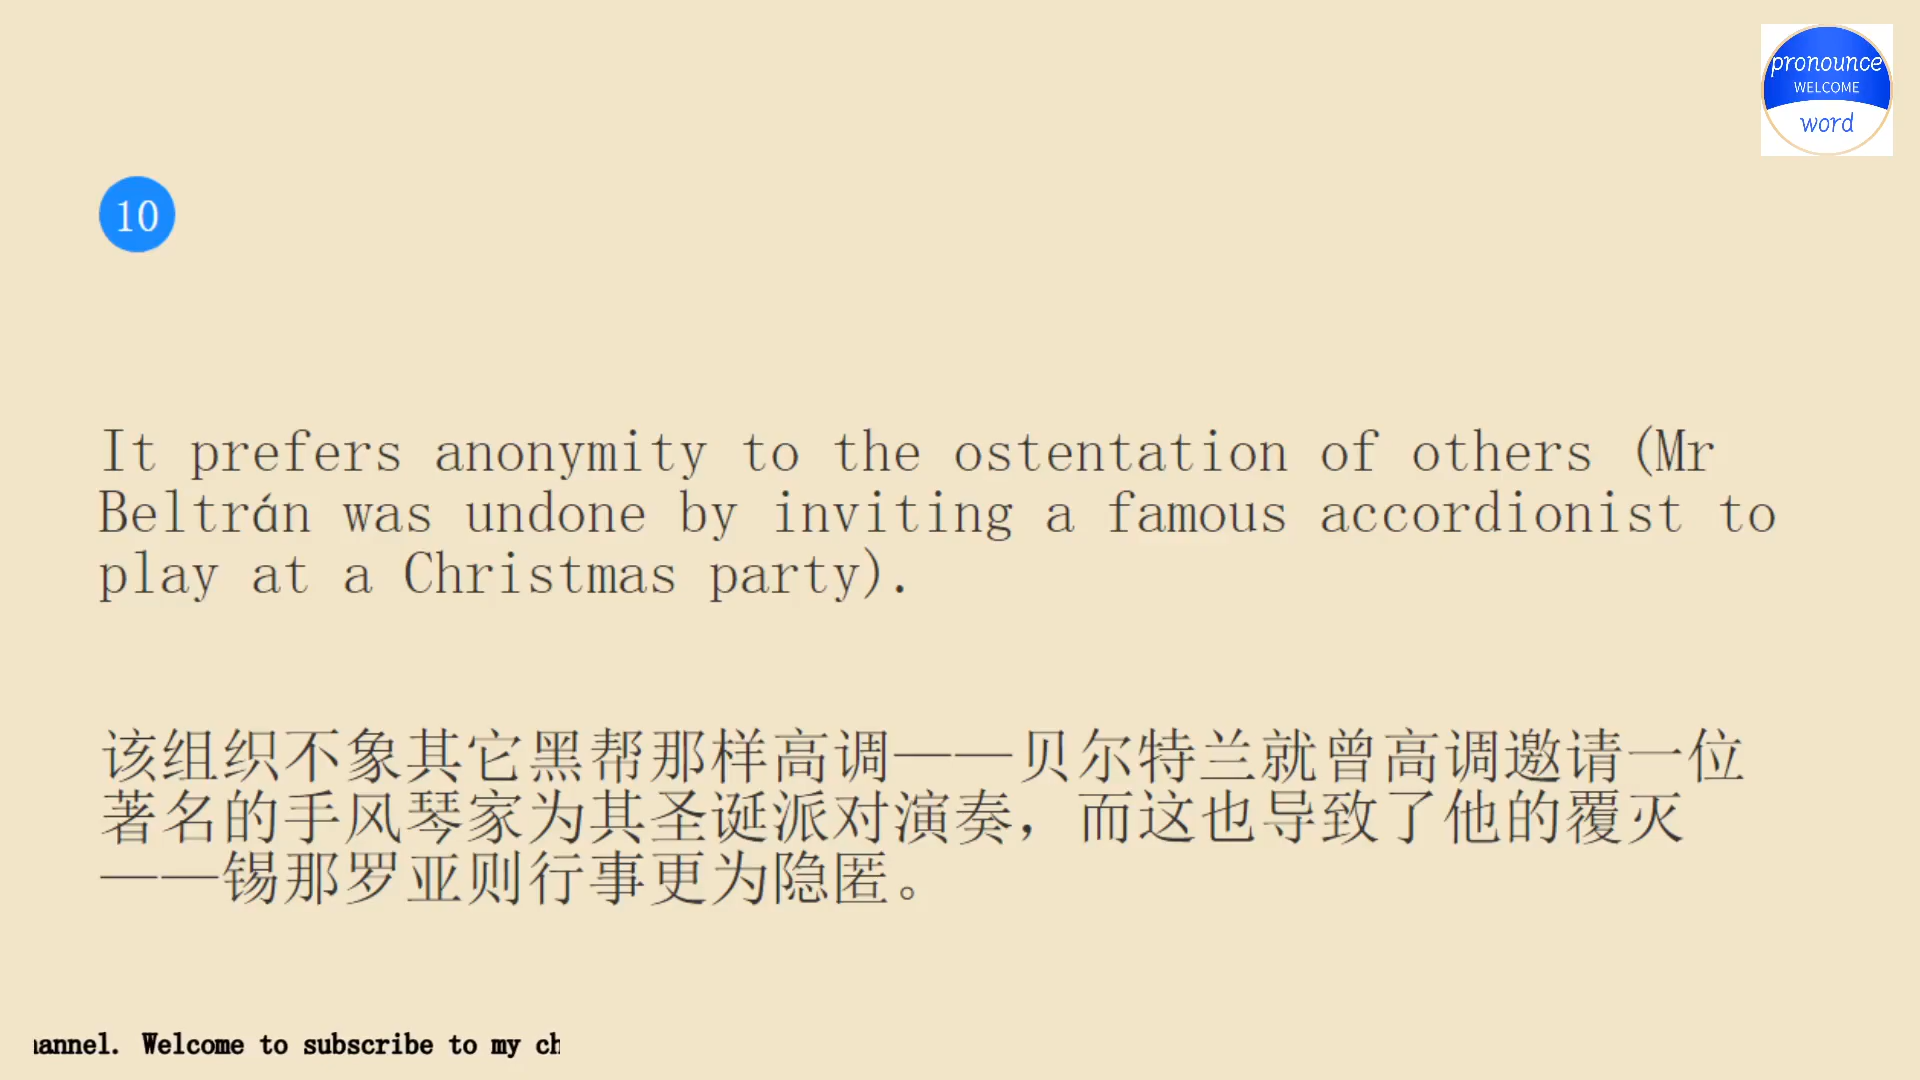 pronounce
WELCOME
word
10
It prefers anonymity to the ostentation of others (Mr
Beltrán was undone by inviting a famous accordionist to
play at a Christmas party).
该组织不象其它黑帮那样高调——贝尔特兰就曾高调邀请一位
著名的手风琴家为其圣诞派对演奏，而这也导致了他的覆灭
——锡那罗亚则行事更为隐匿。
hannel. Welcome to subscribe to my ch